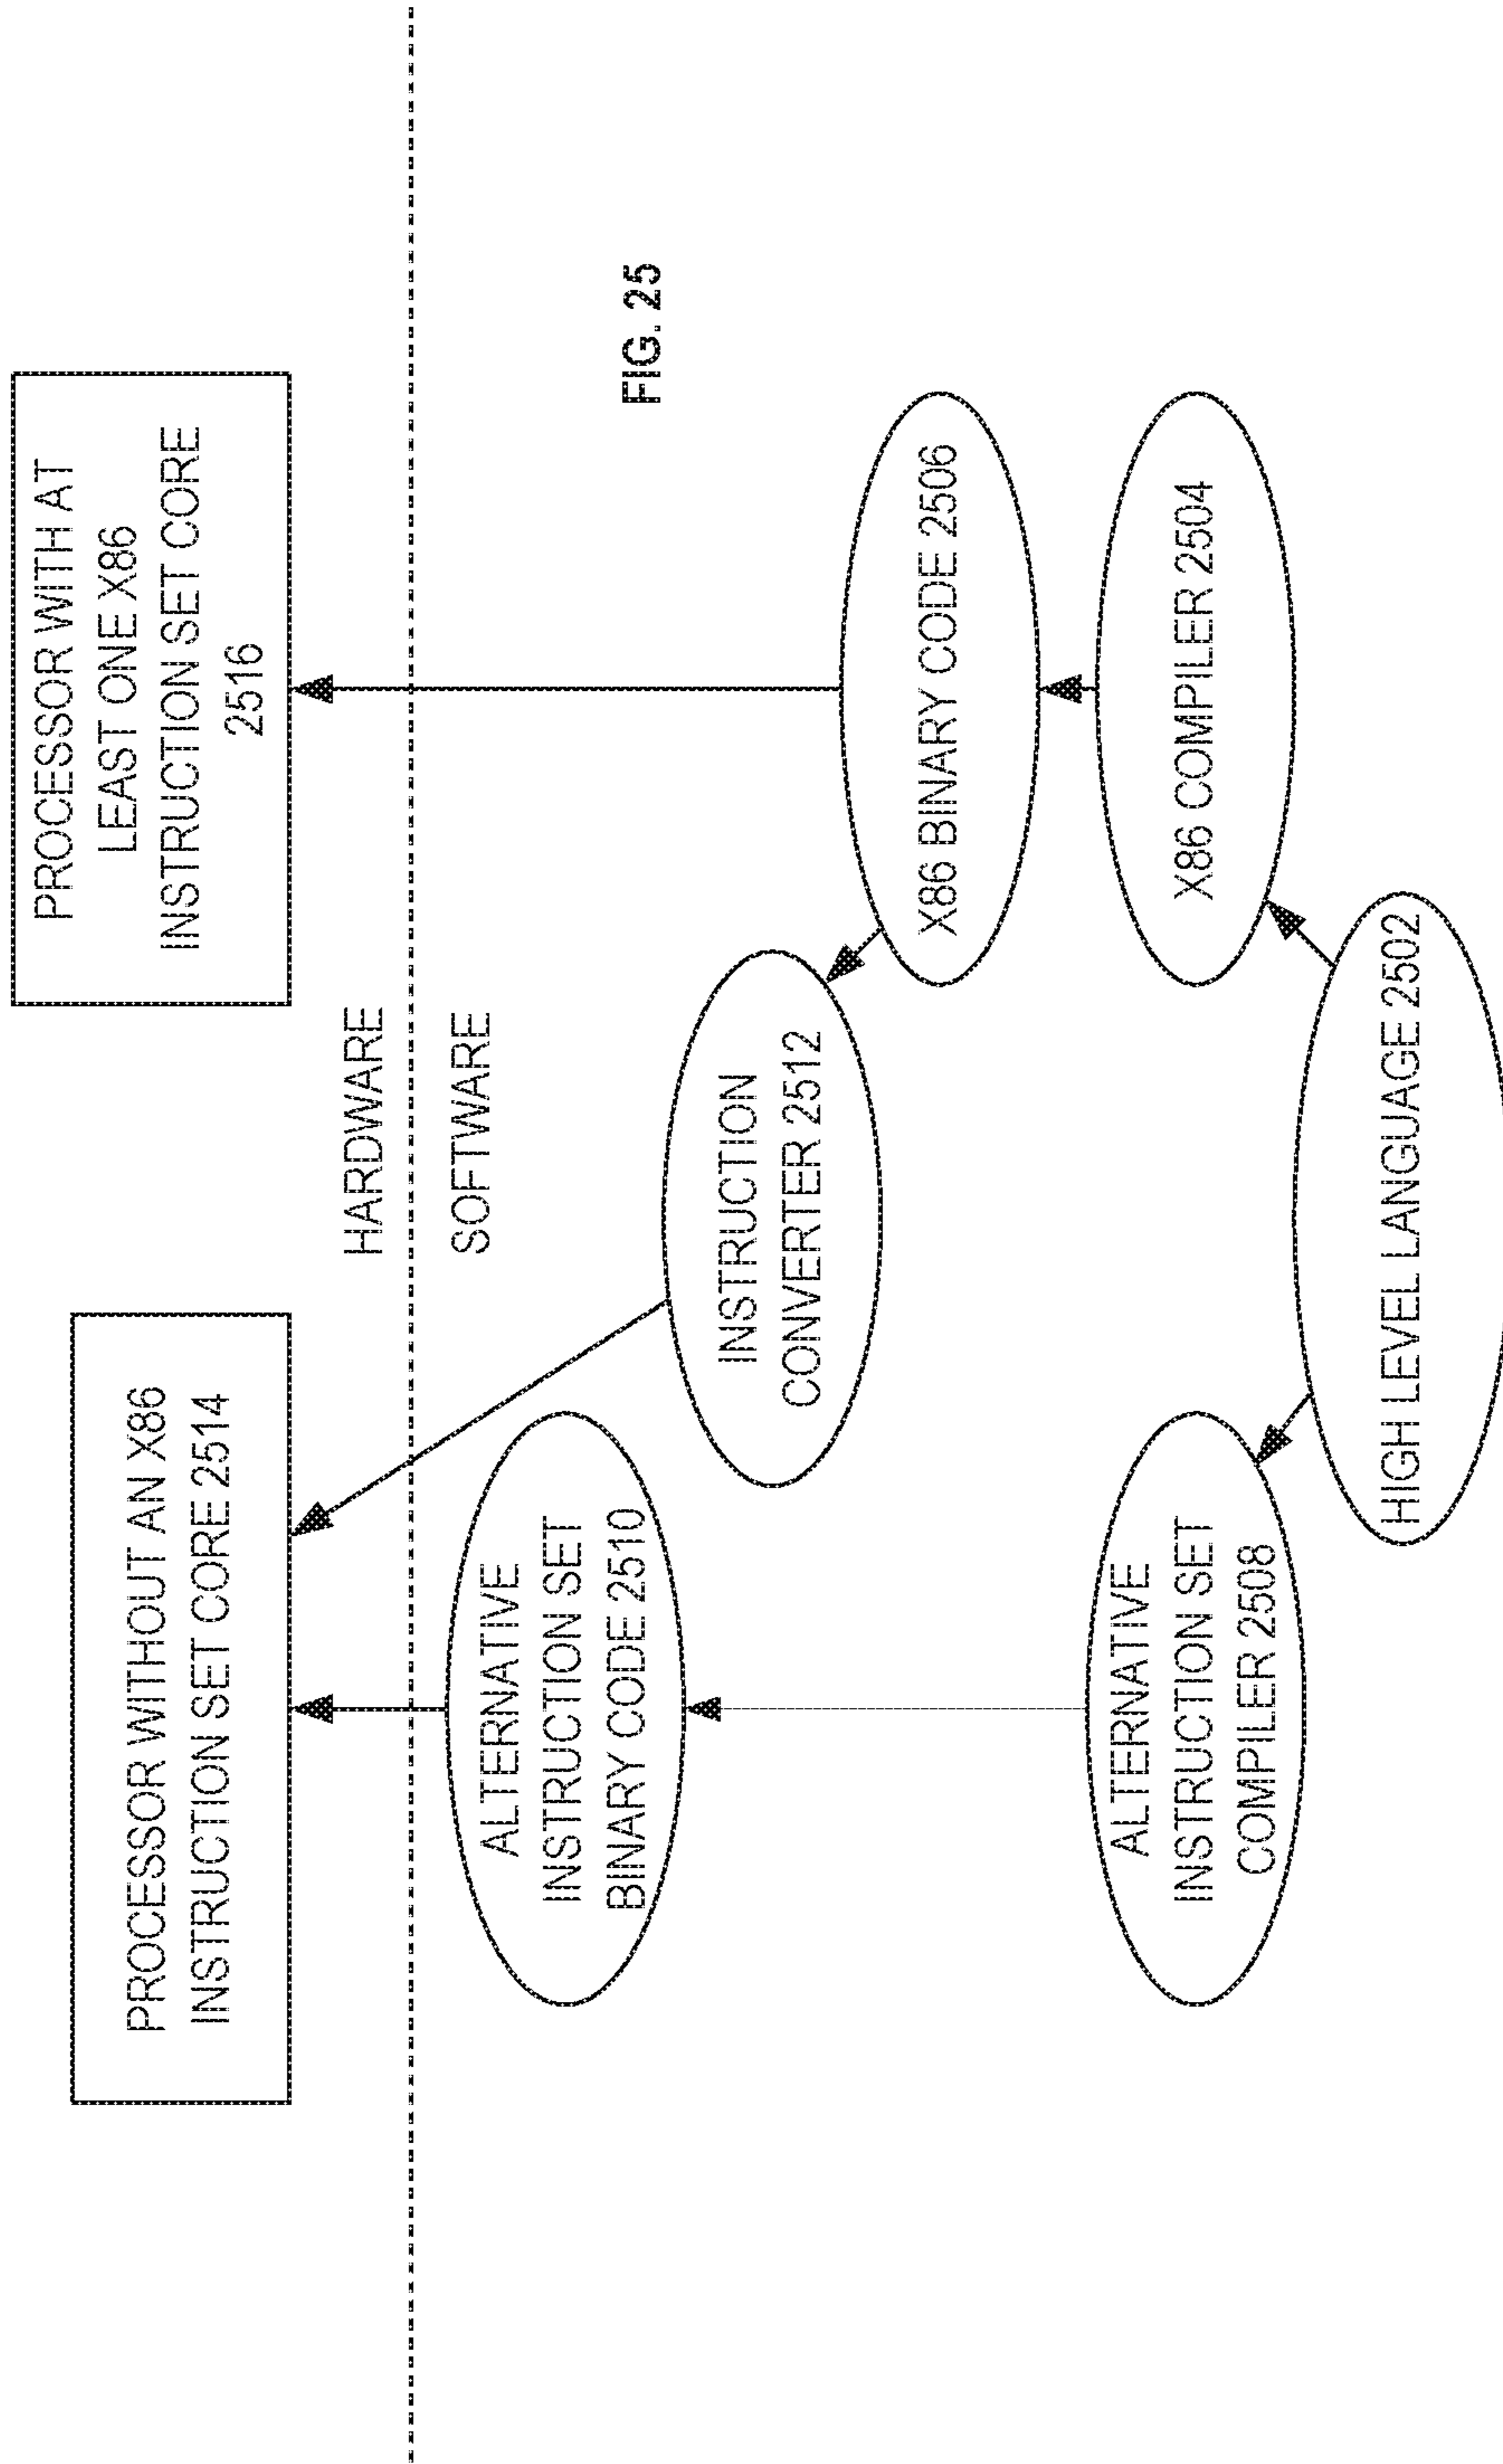 PROCESSOR WITHOUT AN X86
INSTRUCTION SET CORE 2514
PROCESSOR WITH AT
LEAST ONE X86
INSTRUCTION SET CORE
2516
HARDWARE
SOFTWARE
ALTERNATIVE
INSTRUCTION SET
BINARY CODE 2510
INSTRUCTION
CONVERTER 2512
X86 BINARY CODE 2506
ALTERNATIVE
INSTRUCTION SET
COMPILER 2508
X86 COMPILER 2504
HIGH LEVEL LANGUAGE 2502
FIG. 25